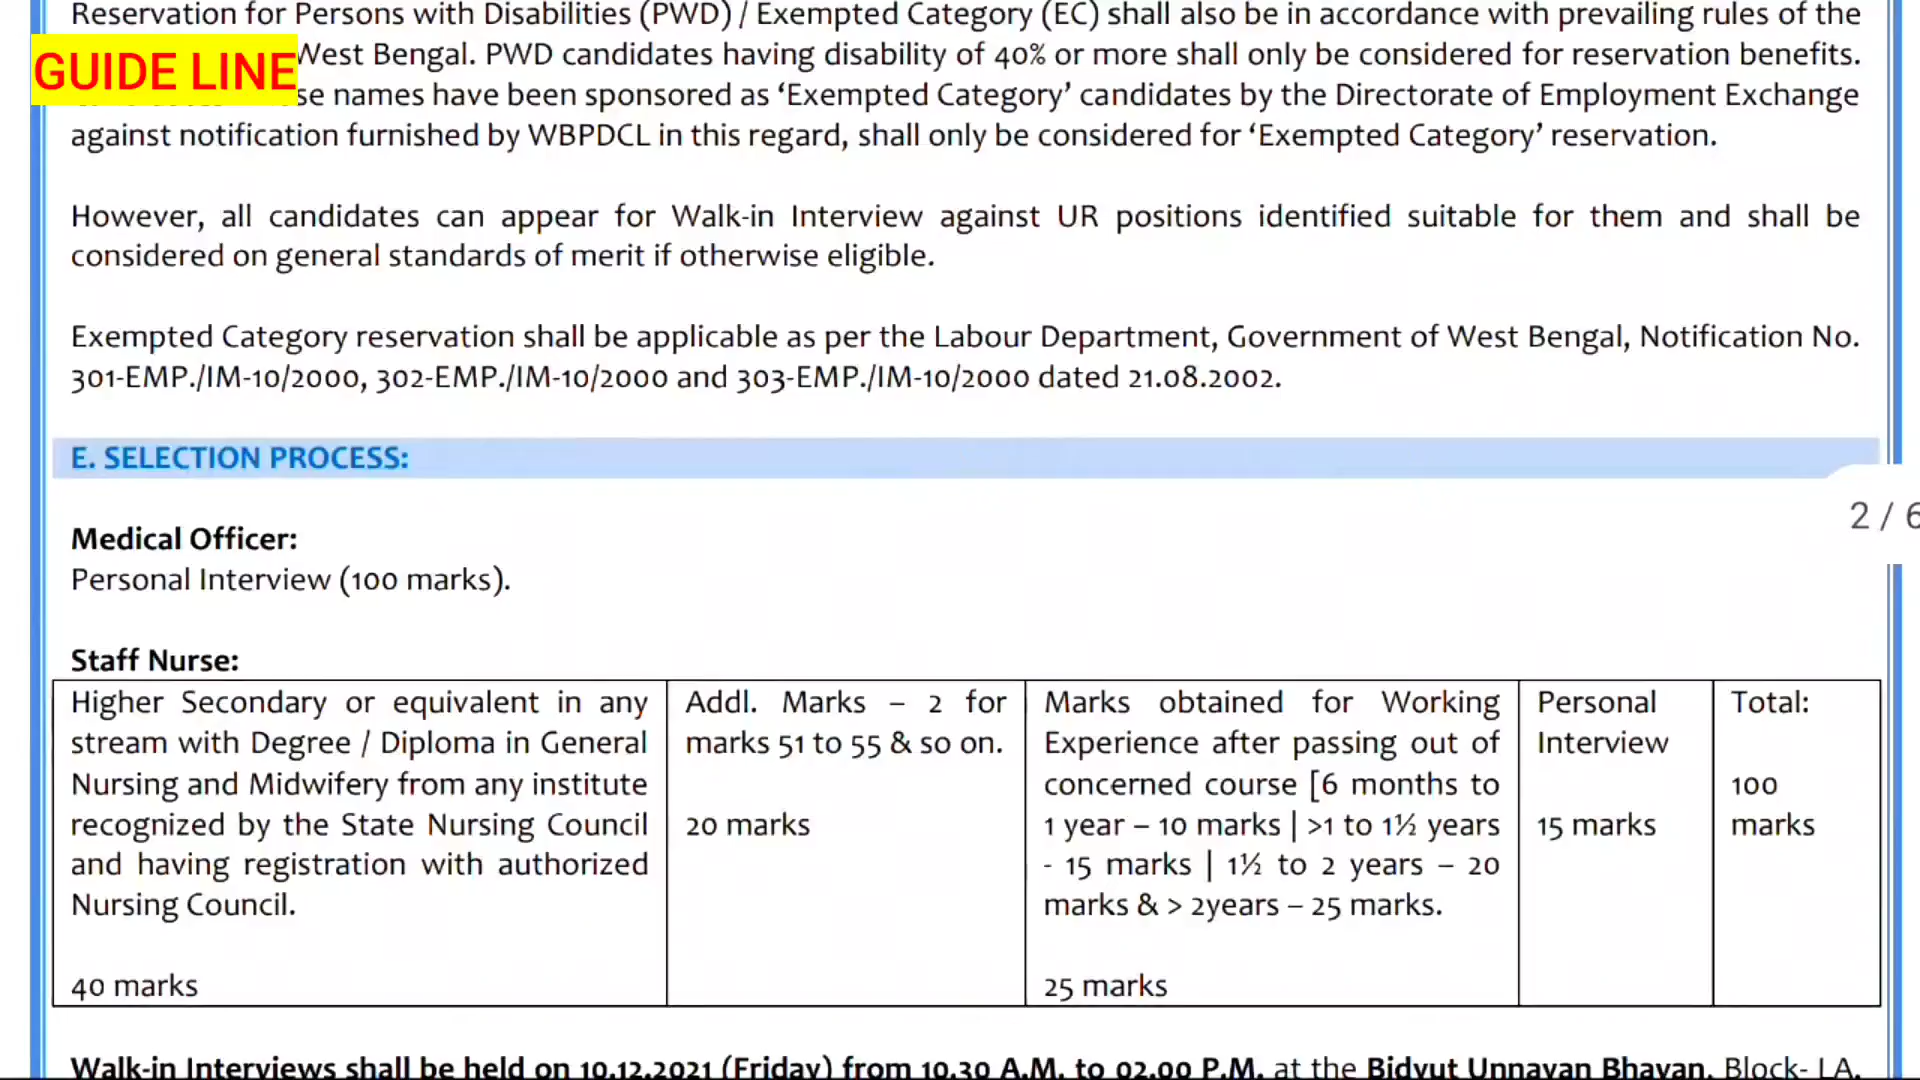 Reservation for Persons with Disabilities (PWD) / Exempted Category (EC) shall also be in accordance with prevailing rules of the
GUIDE LINE
West Bengal. PWD candidates having disability of 40% or more shall only be considered for reservation benefits.
se names have been sponsored as ‘Exempted Category’ candidates by the Directorate of Employment Exchange
against notification furnished by WBPDCL in this regard, shall only be considered for ‘Exempted Category’ reservation.
However, all candidates can appear for Walk-in Interview against UR positions identified suitable for them and shall be
considered on general standards of merit if otherwise eligible.
Exempted Category reservation shall be applicable as per the Labour Department, Government of West Bengal, Notification No.
301-EMP./IM-10/2000, 302-EMP./IM-10/2000 and 303-EMP./IM-10/2000 dated 21.08.2002.
E. SELECTION PROCESS:
2 / 6
Medical Officer:
Personal Interview (100 marks).
Staff Nurse:
Higher Secondary or equivalent in any
stream with Degree / Diploma in General
Nursing and Midwifery from any institute
recognized by the State Nursing Council
and having registration with authorized
Nursing Council.
40 marks
Addl. Marks – 2 for
marks 51 to 55 & so on.
20 marks
Marks obtained for Working
Experience after passing out of
concerned course [6 months to
1 year – 10 marks | >1 to 1½ years
- 15 marks | 1½ to 2 years – 20
marks & > 2years – 25 marks.
25 marks
Personal
Interview
15 marks
Total:
100
marks
Walk-in Interviews shall be held on 10.12.2021 (Friday) from 10.30 A.M. to 02.00 P.M. at the Bidyut Unnayan Bhavan, Block- LA,